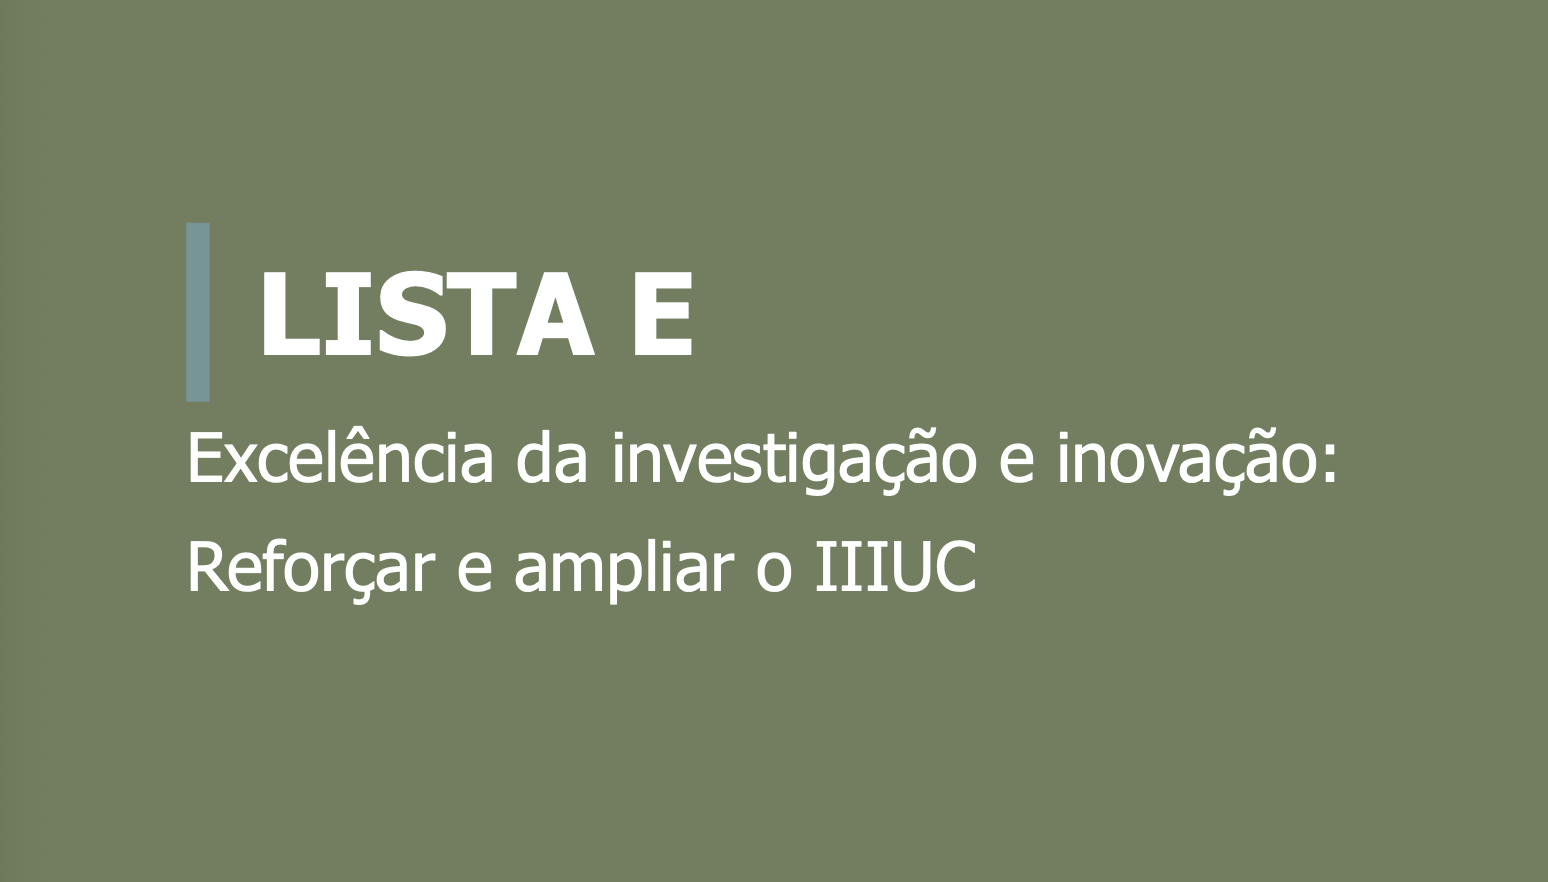 LISTA E
Excelência da investigação e inovação:
Reforçar e ampliar o IIIUC